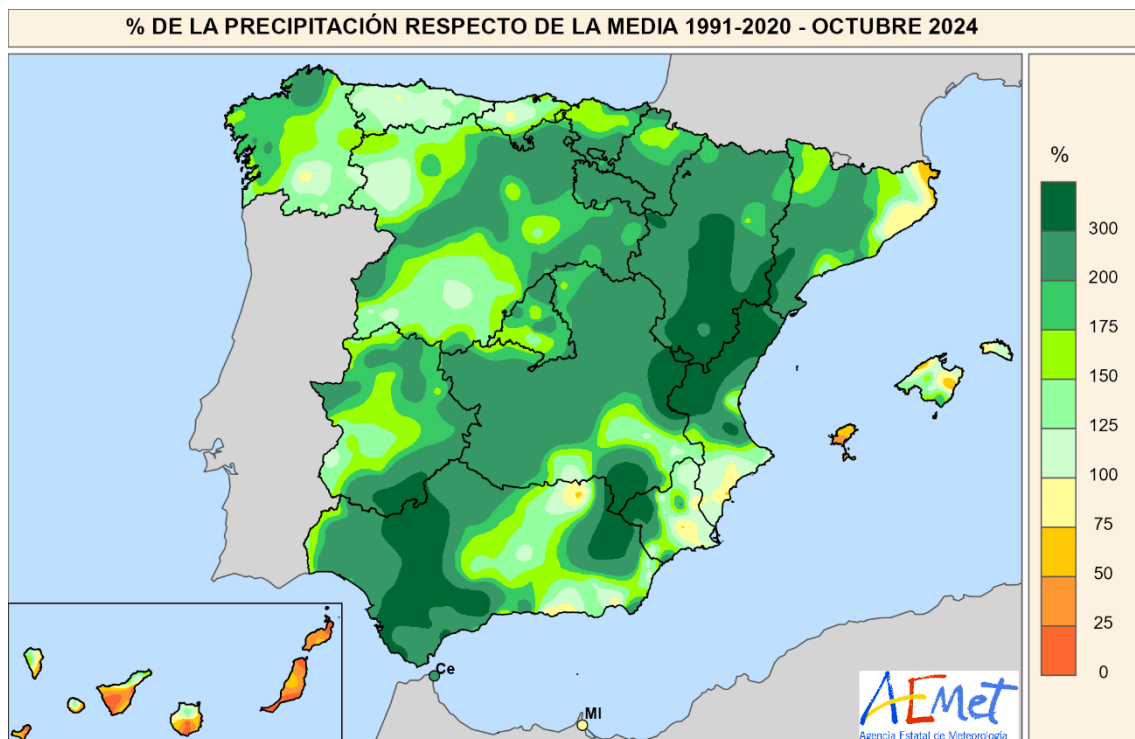 % DE LA PRECIPITACIÓN RESPECTO DE LA MEDIA 1991-2020 - OCTUBRE 2024
%
300
200
175
150
125
100
75
50
25
0
Ce
Ml
AEmet
Agencia Estatal de Meteorología